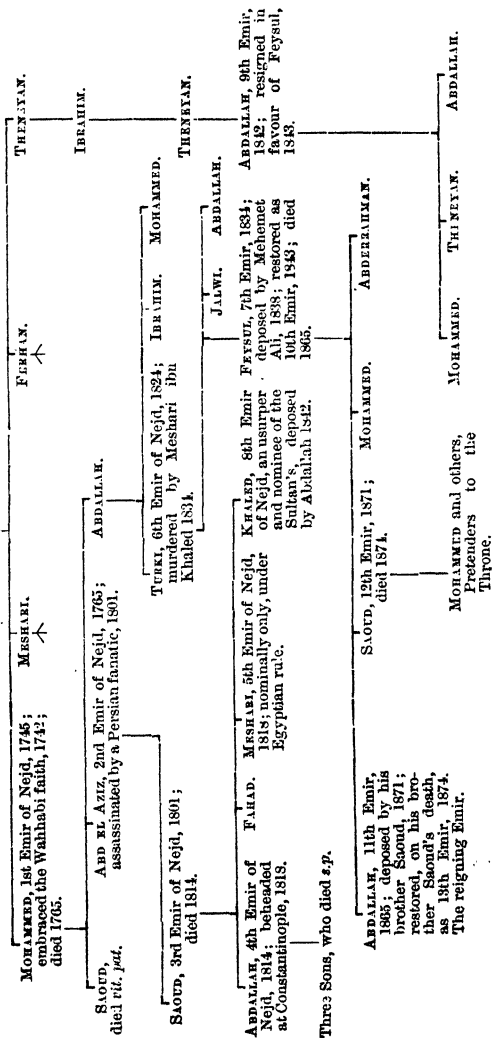 MOHAMMED, 1st Emir of Nejd, 1745;
embraced the Wahhabi faith, 1742;
died 1765.
MESHARI.
FERHAN.
THENEYAN.
SAOUD,
died vit. pat.
ABD EL AZIZ, 2nd Emir of Nejd, 1765;
assassinated by a Persian fanatic, 1801.
ABDALLAH.
IBRAHIM.
SAOUD, 3rd Emir of Nejd, 1801;
died 1814.
TURKI, 6th Emir of Nejd, 1824;
murdered by Meshari ibu
Khaled 1834.
IBRAHIM.
MOHAMMED.
THENEYAN.
ABDALLAH, 4th Emir of
Nejd, 1814; beheaded
at Constantinople, 1818.
FAHAD.
MESHARI, 5th Emir of Nejd,
1818; nominally only, under
Egyptian rule.
KHALED, 8th Emir
of Nejd, an usurper
and nominee of the
Sultan's, deposed
by Abdallah 1842.
FEYSUL, 7th Emir, 1834;
deposed by Mehemet
Ali, 1838; restored as
10th Emir, 1843; died
1865.
JALWI.
ABDALLAH.
ABDALLAH, 9th Emir,
1842; resigned in
favour of Feysul,
1843.
Three Sons, who died s.p.
ABDALLAH, 11th Emir,
1865; deposed by his
brother Saoud, 1871;
restored, on his bro-
ther Saoud's death,
as 13th Emir, 1874.
The reigning Emir.
SAOUD, 12th Emir, 1871;
died 1874.
MOHAMMED.
ABDERRAHMAN.
MOHAMMED and others,
Pretenders to the
Throne.
MOHAMMED.
THENEYAN.
ABDALLAH.